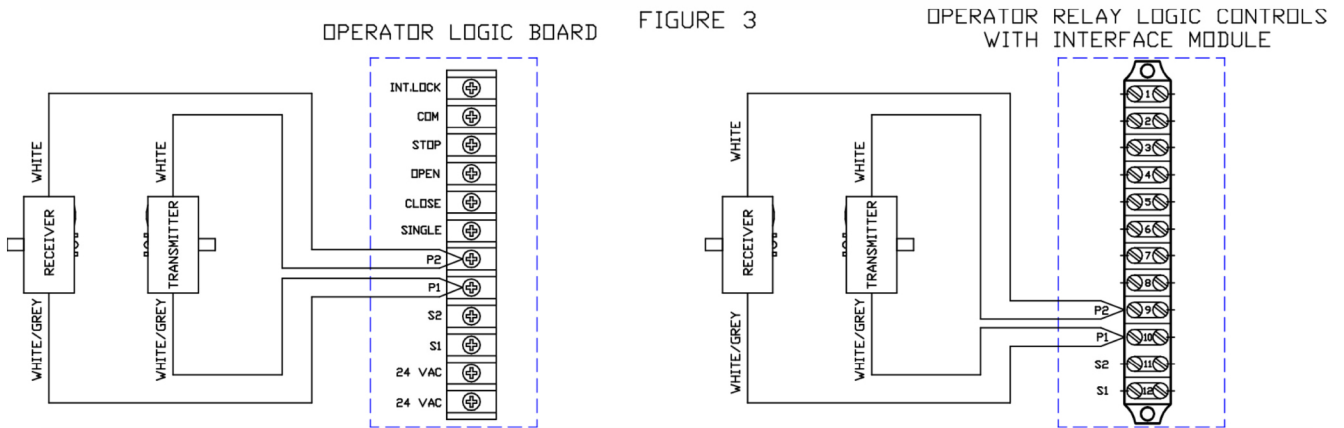 FIGURE 3
OPERATOR LOGIC BOARD
INT.LOCK
COM
STOP
OPEN
CLOSE
SINGLE
P2
P1
S2
S1
24 VAC
24 VAC
WHITE
WHITE
RECEIVER
TRANSMITTER
WHITE/GREY
WHITE/GREY
OPERATOR RELAY LOGIC CONTROLS
WITH INTERFACE MODULE
WHITE
WHITE
RECEIVER
TRANSMITTER
WHITE/GREY
WHITE/GREY
1
2
3
4
5
6
7
8
P2 9
P1 10
S2 11
S1 12